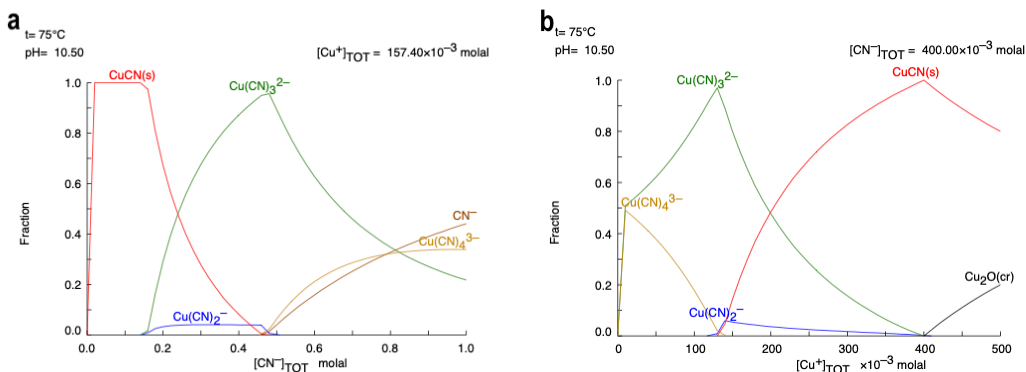 a
t= 75°C
pH= 10.50
[Cu⁺]TOT = 157.40×10⁻³ molal
CuCN(s)
Cu(CN)₃²⁻
Cu(CN)₂⁻
CN⁻
Cu(CN)₄³⁻
1.0
0.8
0.6
0.4
0.2
0.0
Fraction
0.0 0.2 0.4 0.6 0.8 1.0
[CN⁻]TOT molal
b
t= 75°C
pH= 10.50
[CN⁻]TOT = 400.00×10⁻³ molal
CuCN(s)
Cu(CN)₃²⁻
Cu(CN)₄³⁻
Cu(CN)₂⁻
Cu₂O(cr)
1.0
0.8
0.6
0.4
0.2
0.0
Fraction
0 100 200 300 400 500
[Cu⁺]TOT ×10⁻³ molal